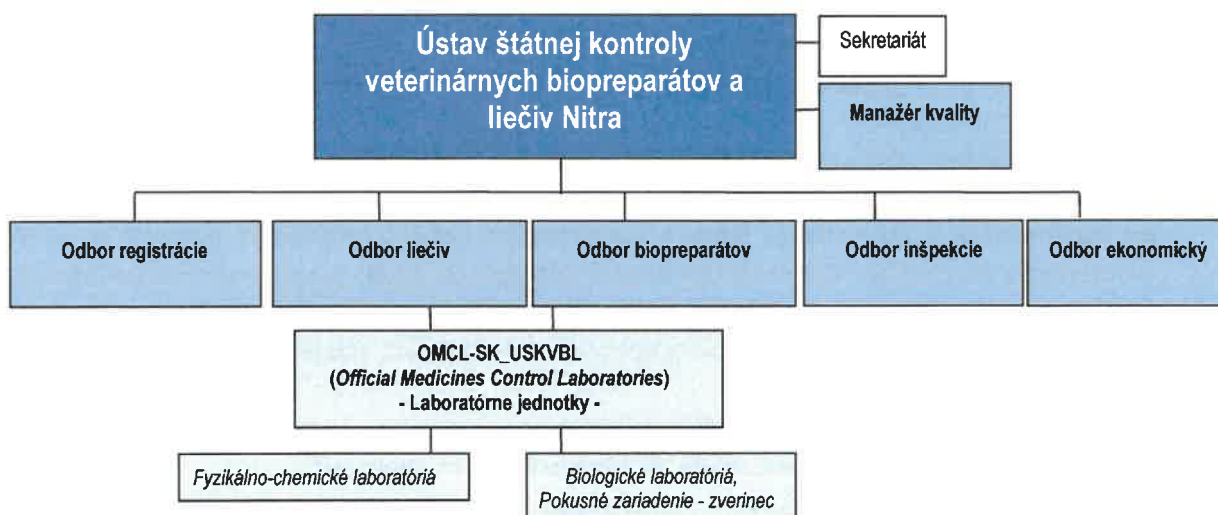 Ústav štátnej kontroly
veterinárnych biopreparátov a
liečiv Nitra
Sekretariát
Manažér kvality
Odbor registrácie
Odbor liečiv
Odbor biopreparátov
Odbor inšpekcie
Odbor ekonomický
OMCL-SK_USKVBL
(Official Medicines Control Laboratories)
- Laboratórne jednotky -
Fyzikálno-chemické laboratóriá
Biologické laboratóriá,
Pokusné zariadenie - zverinec